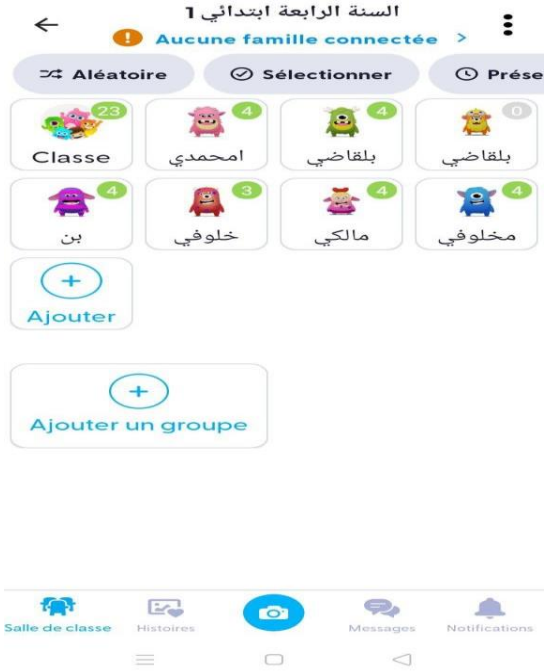 السنة الرابعة ابتدائي 1
! Aucune famille connectée >
Aléatoire Sélectionner Prése
23 4 4 0
Classe امحمدي بلقاضي بلقاضي
4 3 4 4
بن خلوفي مالكي مخلوفي
+
Ajouter
+
Ajouter un groupe
Salle de classe Histoires Messages Notifications